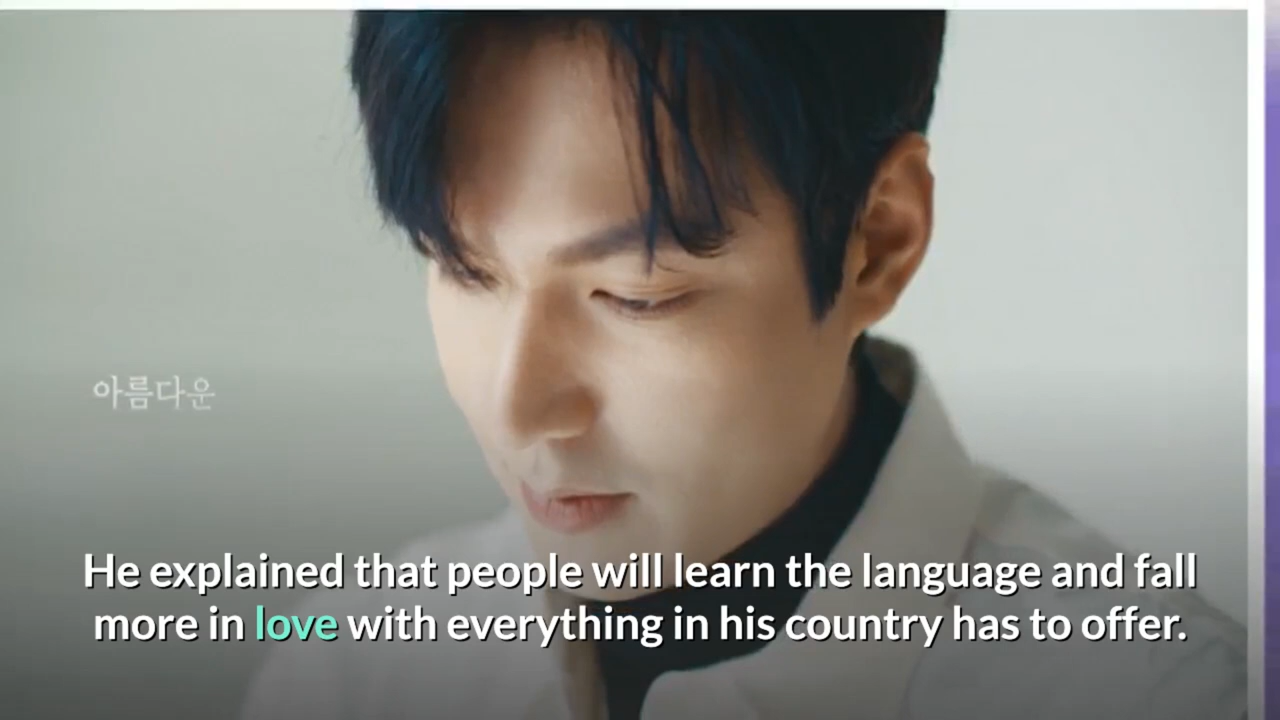 아름다운
He explained that people will learn the language and fall
more in love with everything in his country has to offer.